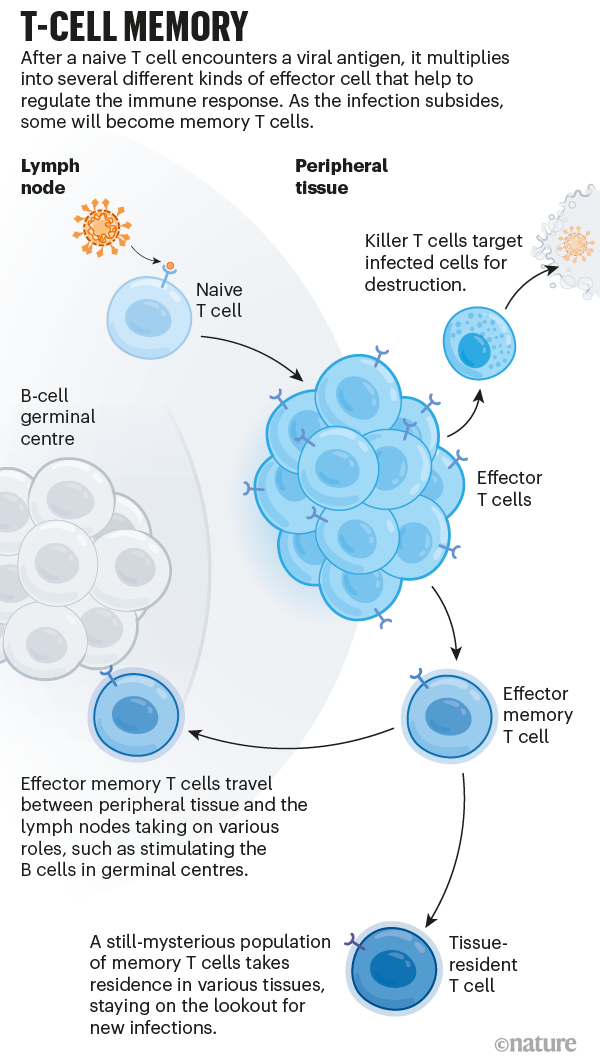 T-CELL MEMORY
After a naive T cell encounters a viral antigen, it multiplies
into several different kinds of effector cell that help to
regulate the immune response. As the infection subsides,
some will become memory T cells.
Lymph
node
Peripheral
tissue
Killer T cells target
infected cells for
destruction.
Naive
T cell
B-cell
germinal
centre
Effector
T cells
Effector
memory
T cell
Effector memory T cells travel
between peripheral tissue and the
lymph nodes taking on various
roles, such as stimulating the
B cells in germinal centres.
A still-mysterious population
of memory T cells takes
residence in various tissues,
staying on the lookout for
new infections.
Tissue-
resident
T cell
©nature